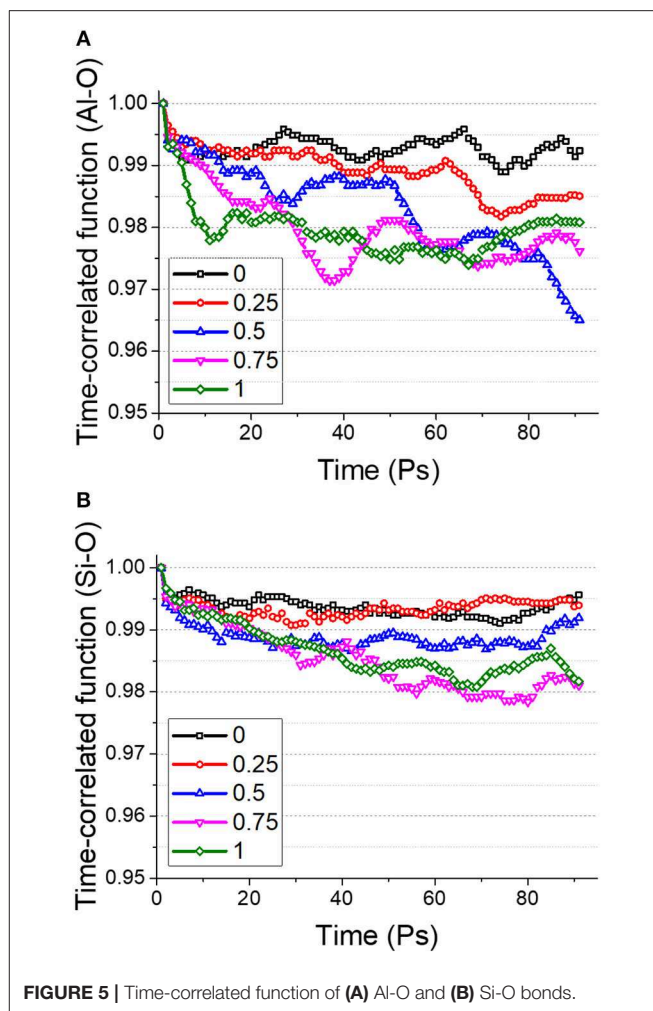 A
Time-correlated function (Al-O)
1.00
0.99
0.98
0.97
0.96
0.95
0
0.25
0.5
0.75
1
0 20 40 60 80
Time (Ps)
B
Time-correlated function (Si-O)
1.00
0.99
0.98
0.97
0.96
0.95
0
0.25
0.5
0.75
1
0 20 40 60 80
Time (Ps)
FIGURE 5 | Time-correlated function of (A) Al-O and (B) Si-O bonds.